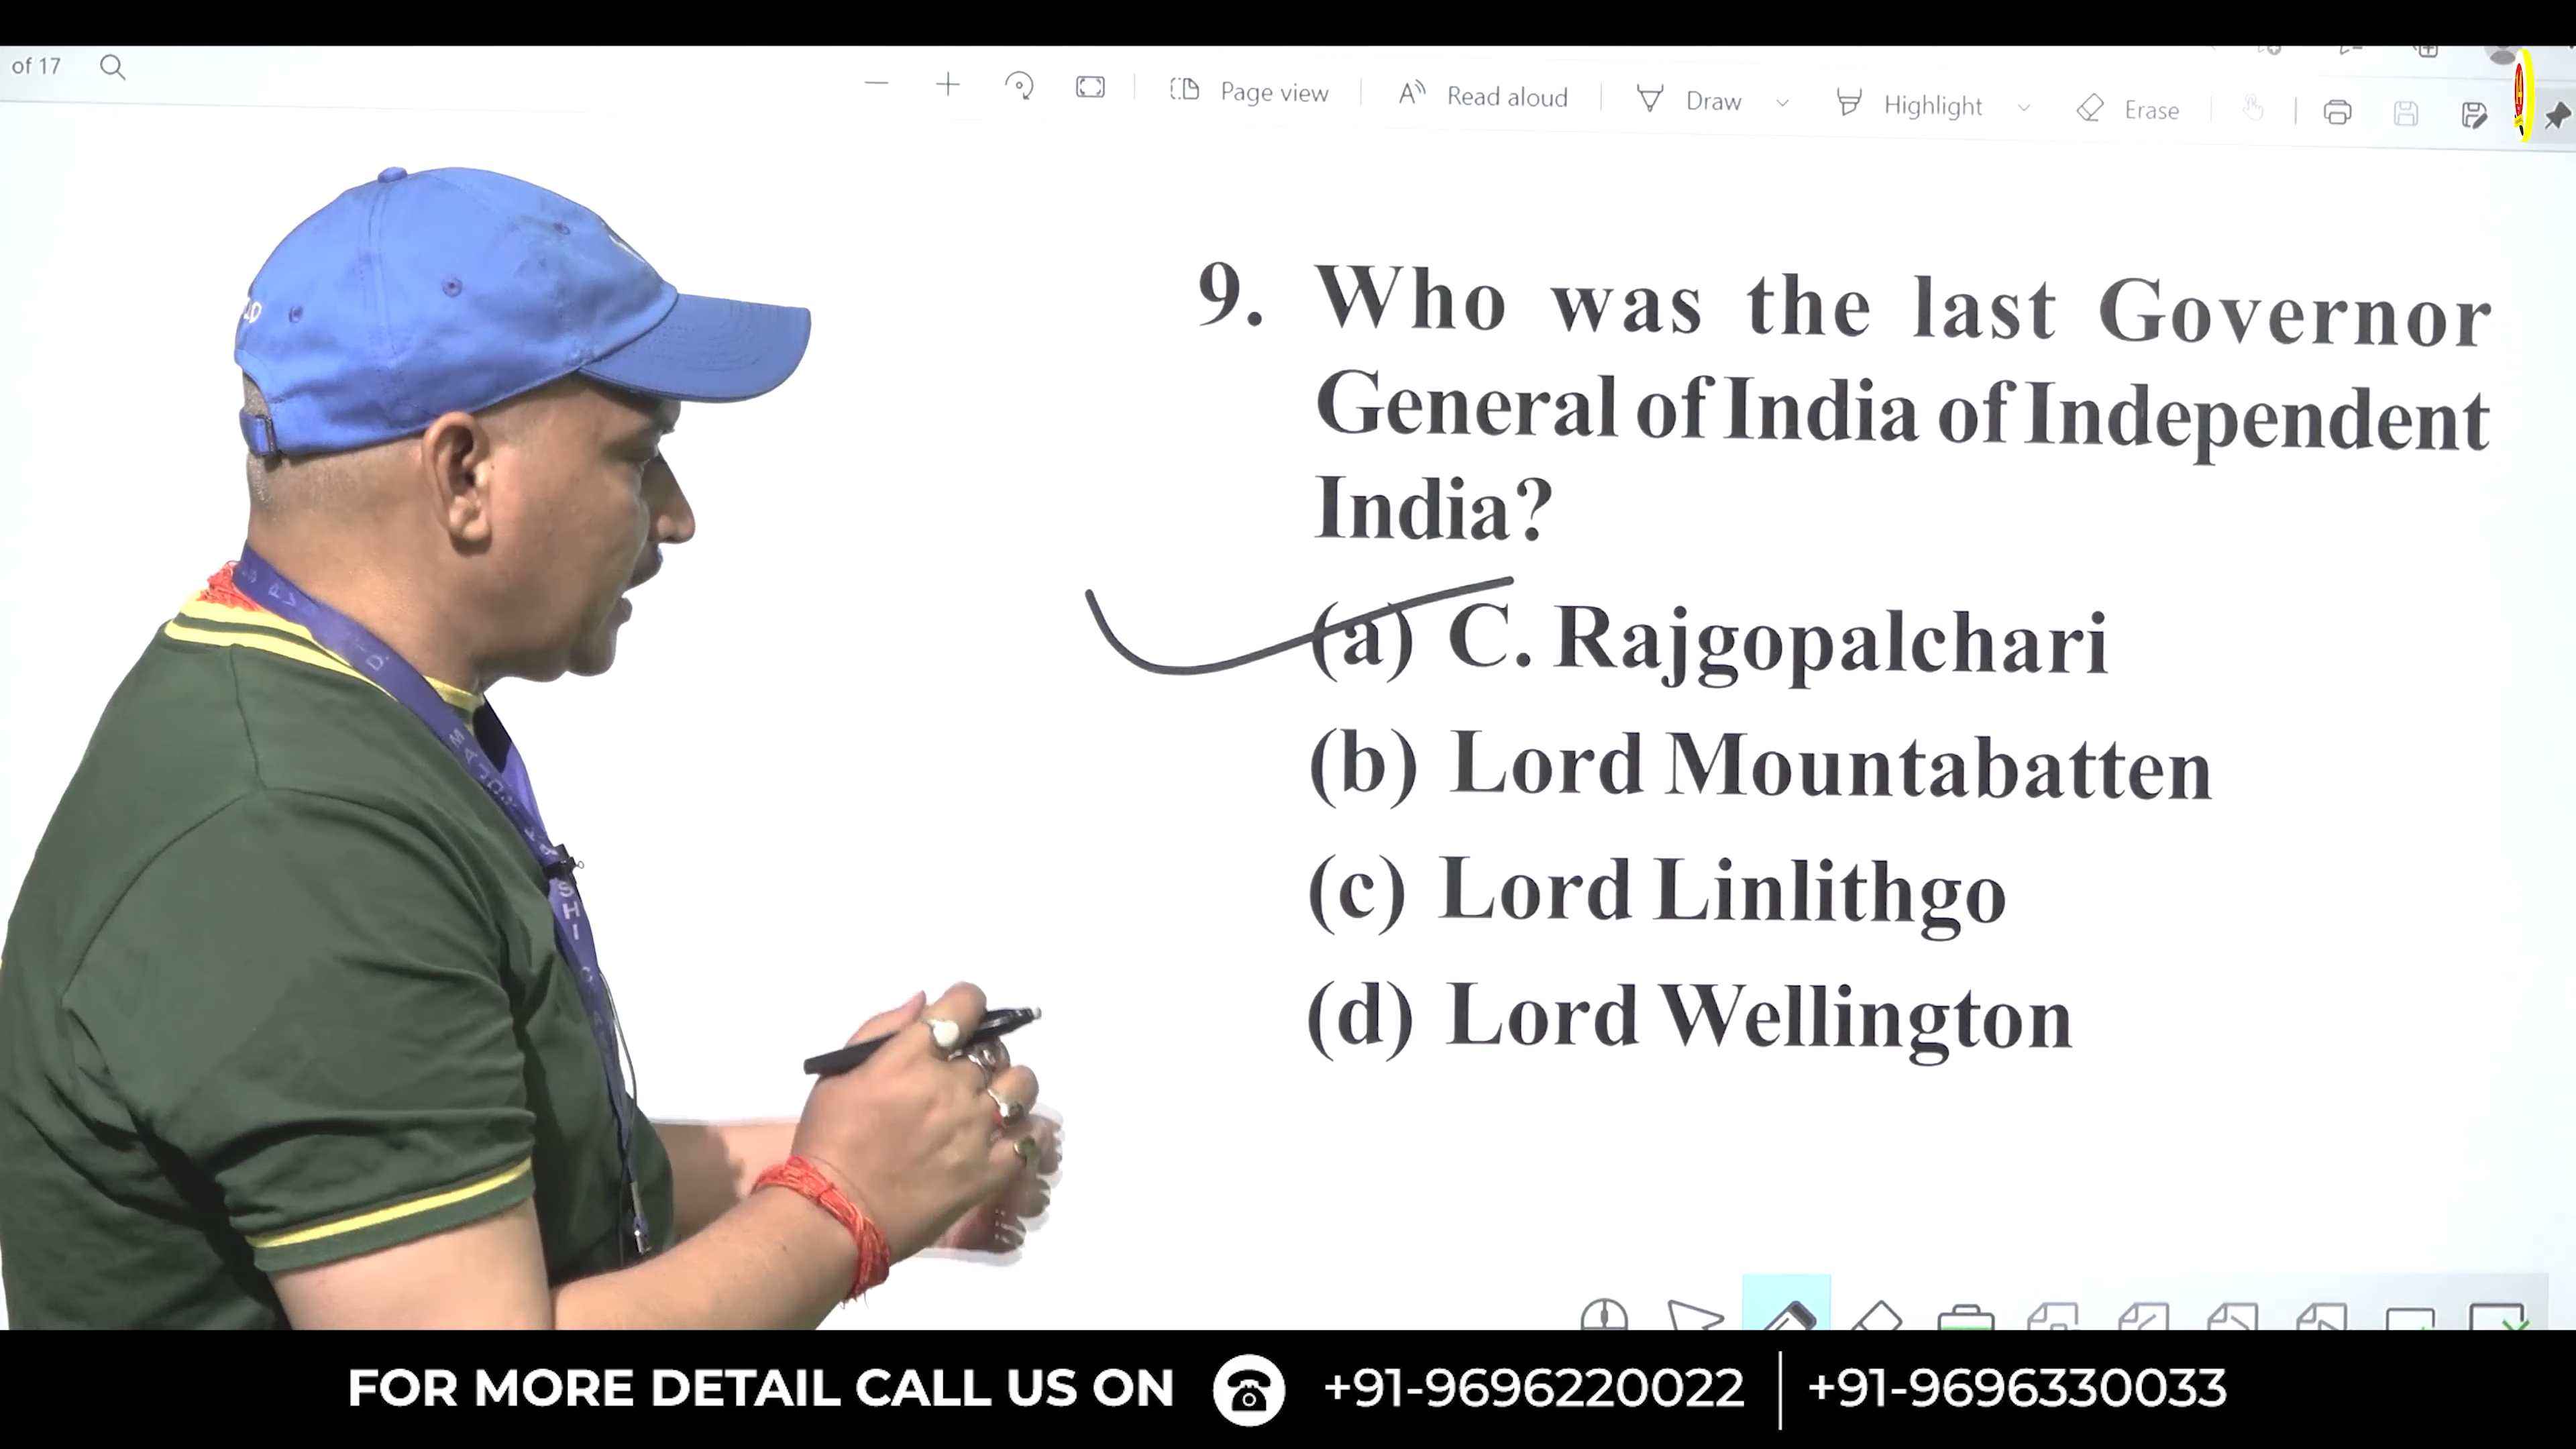 of 17
Page view
Read aloud
Draw
Highlight
Erase
9. Who was the last Governor
General of India of Independent
India?
(a) C. Rajgopalchari
(b) Lord Mountabatten
(c) Lord Linlithgo
(d) Lord Wellington
FOR MORE DETAIL CALL US ON +91-9696220022 | +91-9696330033